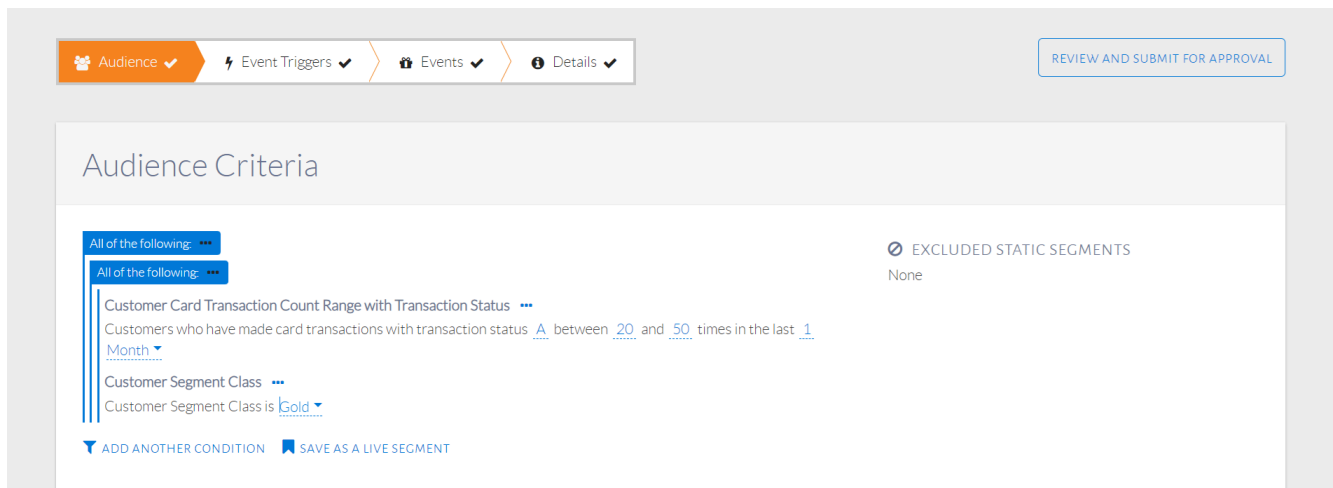 Audience
Event Triggers
Events
Details
REVIEW AND SUBMIT FOR APPROVAL
Audience Criteria
All of the following:
All of the following:
Customer Card Transaction Count Range with Transaction Status
Customers who have made card transactions with transaction status A between 20 and 50 times in the last 1
Month
Customer Segment Class
Customer Segment Class is Gold
ADD ANOTHER CONDITION SAVE AS A LIVE SEGMENT
EXCLUDED STATIC SEGMENTS
None